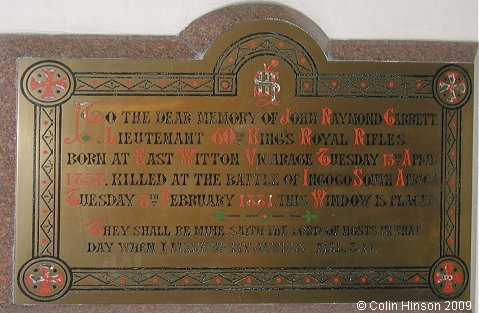 IHS
To the dear memory of John Raymond Garrett
Lieutenant 60th King's Royal Rifles
born at East Witton Vicarage Tuesday 13th April
1858, killed at the battle of Ingogo South Africa
Tuesday 8th February 1881. This Window is placed
They shall be mine, saith the Lord of hosts in that
day when I make up my jewels. Mal. 3.17.
© Colin Hinson 2009